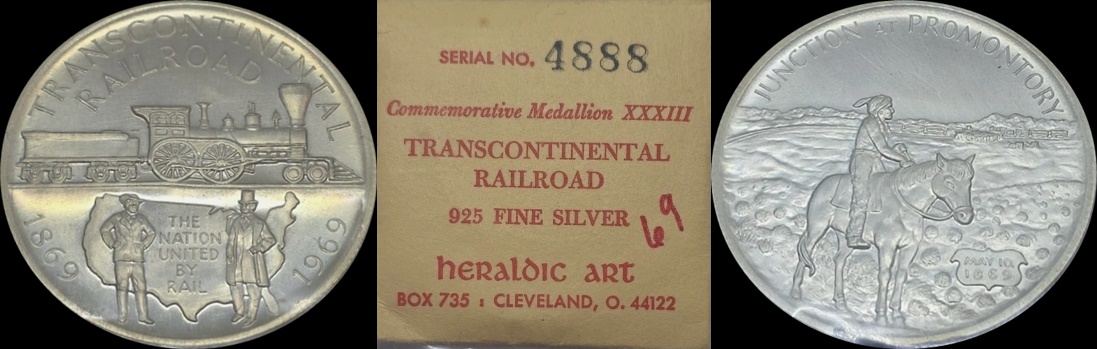 TRANSCONTINENTAL
RAILROAD
1869
THE
NATION
UNITED
BY
RAIL
1969
SERIAL NO. 4888
Commemorative Medallion XXXIII
TRANSCONTINENTAL
RAILROAD
925 FINE SILVER
69
heraldic art
BOX 735 : CLEVELAND, O. 44122
JUNCTION AT PROMONTORY
MAY 10,
1869